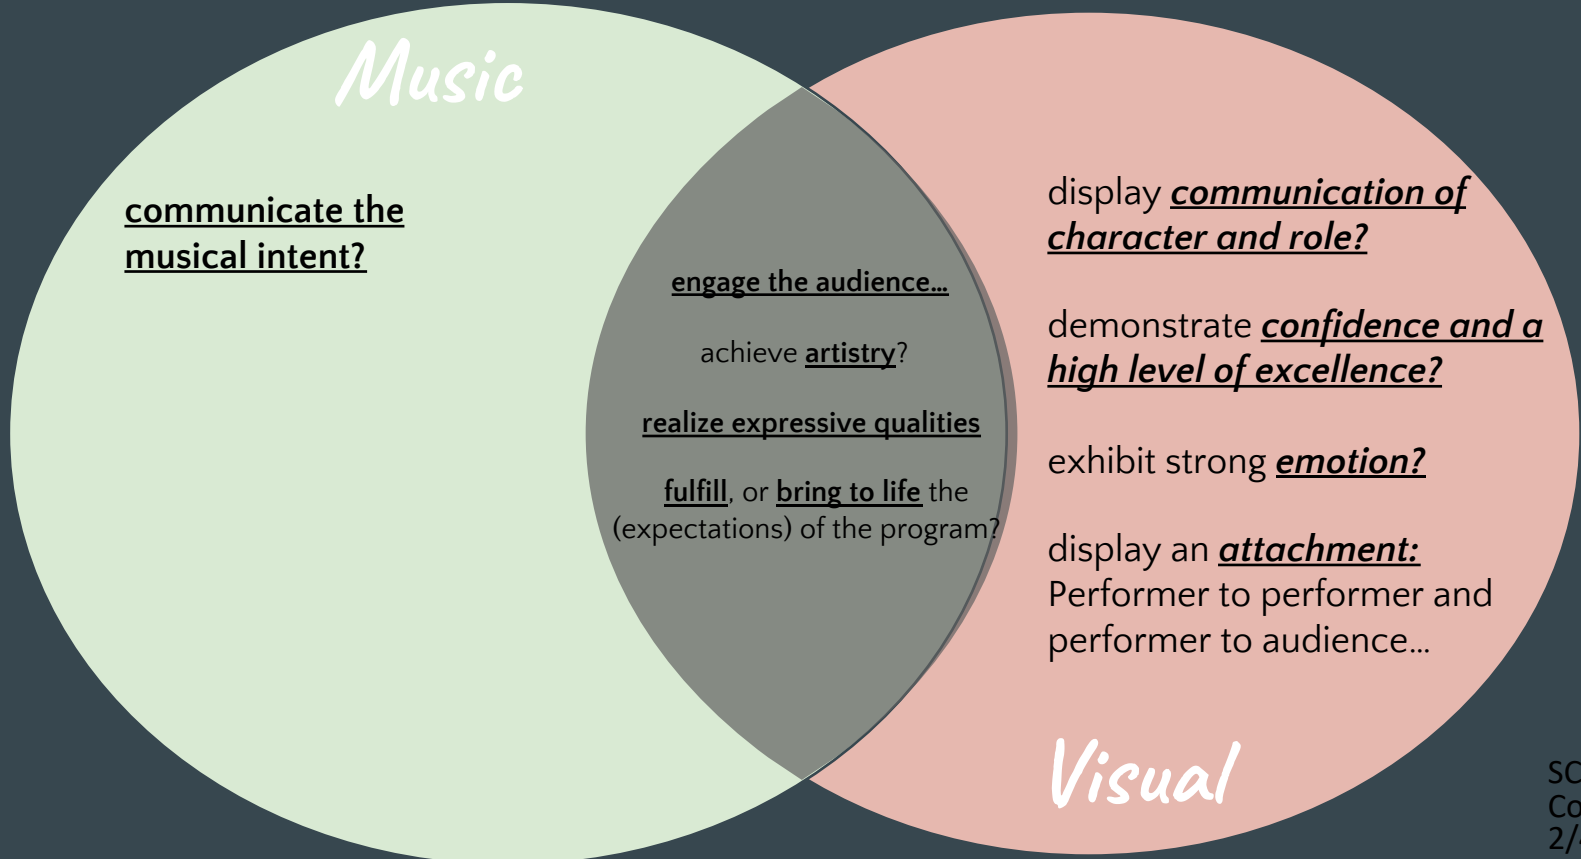 Music
communicate the
musical intent?
engage the audience…
achieve artistry?
realize expressive qualities
fulfill, or bring to life the
(expectations) of the program?
display communication of
character and role?
demonstrate confidence and a
high level of excellence?
exhibit strong emotion?
display an attachment:
Performer to performer and
performer to audience…
Visual